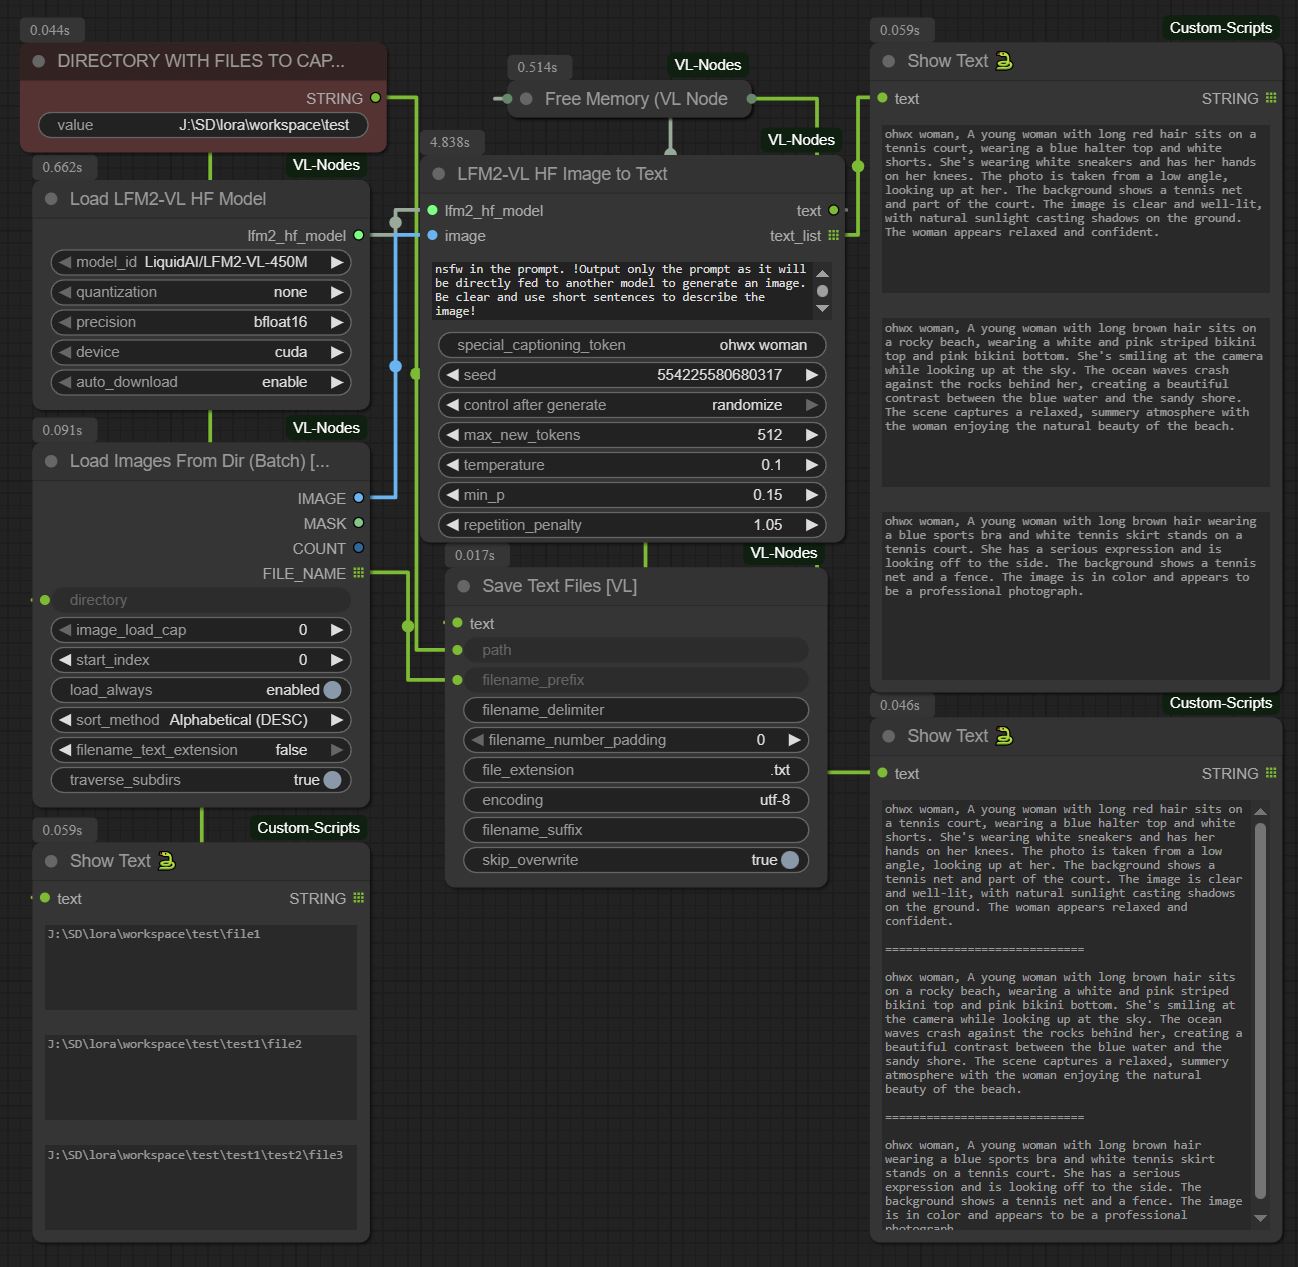 0.044s
DIRECTORY WITH FILES TO CAP...
STRING
value J:\SD\lora\workspace\test
0.662s
VL-Nodes
Load LFM2-VL HF Model
lfm2_hf_model
model_id LiquidAI/LFM2-VL-450M
quantization none
precision bfloat16
device cuda
auto_download enable
0.091s
VL-Nodes
Load Images From Dir (Batch) [...
IMAGE
MASK
COUNT
FILE_NAME
directory
image_load_cap 0
start_index 0
load_always enabled
sort_method Alphabetical (DESC)
filename_text_extension false
traverse_subdirs true
0.059s
Custom-Scripts
Show Text
text STRING
J:\SD\lora\workspace\test\file1
J:\SD\lora\workspace\test\test1\file2
J:\SD\lora\workspace\test\test1\test2\file3
0.514s
VL-Nodes
Free Memory (VL Node
4.838s
VL-Nodes
LFM2-VL HF Image to Text
lfm2_hf_model text
image text_list
nsfw in the prompt. !Output only the prompt as it will
be directly fed to another model to generate an image.
Be clear and use short sentences to describe the
image!
special_captioning_token ohwx woman
seed 554225580680317
control after generate randomize
max_new_tokens 512
temperature 0.1
min_p 0.15
repetition_penalty 1.05
0.017s
VL-Nodes
Save Text Files [VL]
text
path
filename_prefix
filename_delimiter
filename_number_padding 0
file_extension .txt
encoding utf-8
filename_suffix
skip_overwrite true
0.059s
Custom-Scripts
Show Text
text STRING
ohwx woman, A young woman with long red hair sits on a
tennis court, wearing a blue halter top and white
shorts. She's wearing white sneakers and has her hands
on her knees. The photo is taken from a low angle,
looking up at her. The background shows a tennis net
and part of the court. The image is clear and well-lit,
with natural sunlight casting shadows on the ground.
The woman appears relaxed and confident.
ohwx woman, A young woman with long brown hair sits on
a rocky beach, wearing a white and pink striped bikini
top and pink bikini bottom. She's smiling at the camera
while looking up at the sky. The ocean waves crash
against the rocks behind her, creating a beautiful
contrast between the blue water and the sandy shore.
The scene captures a relaxed, summery atmosphere with
the woman enjoying the natural beauty of the beach.
ohwx woman, A young woman with long brown hair wearing
a blue sports bra and white tennis skirt stands on a
tennis court. She has a serious expression and is
looking off to the side. The background shows a tennis
net and a fence. The image is in color and appears to
be a professional photograph.
0.046s
Custom-Scripts
Show Text
text STRING
ohwx woman, A young woman with long red hair sits on
a tennis court, wearing a blue halter top and white
shorts. She's wearing white sneakers and has her
hands on her knees. The photo is taken from a low
angle, looking up at her. The background shows a
tennis net and part of the court. The image is clear
and well-lit, with natural sunlight casting shadows
on the ground. The woman appears relaxed and
confident.
=============================
ohwx woman, A young woman with long brown hair sits
on a rocky beach, wearing a white and pink striped
bikini top and pink bikini bottom. She's smiling at
the camera while looking up at the sky. The ocean
waves crash against the rocks behind her, creating a
beautiful contrast between the blue water and the
sandy shore. The scene captures a relaxed, summery
atmosphere with the woman enjoying the natural
beauty of the beach.
=============================
ohwx woman, A young woman with long brown hair
wearing a blue sports bra and white tennis skirt
stands on a tennis court. She has a serious
expression and is looking off to the side. The
background shows a tennis net and a fence. The image
is in color and appears to be a professional
photograph